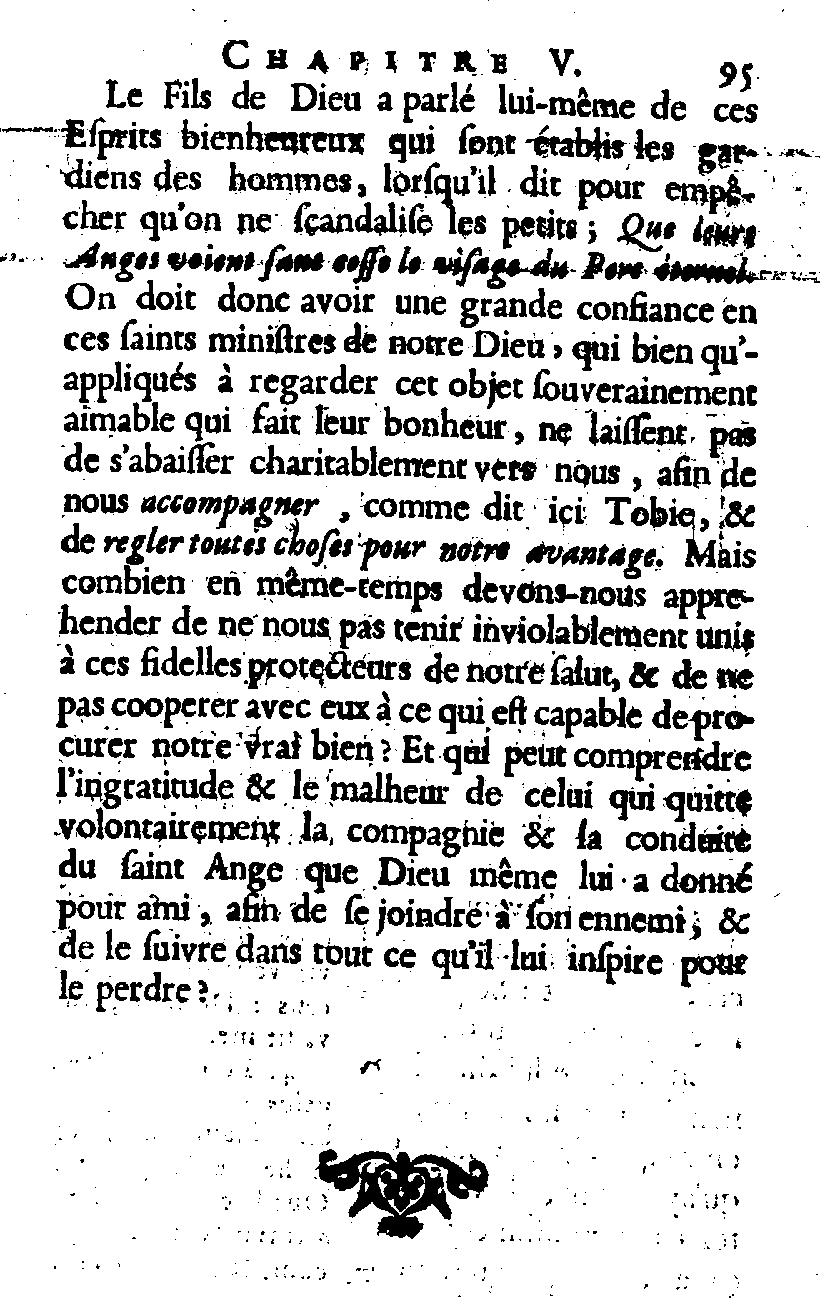 CHAPITRE V. 95
Le Fils de Dieu a parlé lui-même de ces
Eſprits bienheureux qui ſont établis les gar-
diens des hommes, lorſqu'il dit pour empê-
cher qu'on ne ſcandaliſe les petits ; Que leurs
Anges voient ſans ceſſe le viſage du Pere éternel.
On doit donc avoir une grande confiance en
ces ſaints miniſtres de notre Dieu, qui bien qu'-
appliqués à regarder cet objet ſouverainement
aimable qui fait leur bonheur, ne laiſſent pas
de s'abaiſſer charitablement vers nous, afin de
nous accompagner, comme dit ici Tobie, &
de regler toutes choſes pour notre avantage. Mais
combien en même-temps devons-nous appre-
hender de ne nous pas tenir inviolablement unis
à ces fidelles protecteurs de notre ſalut, & de ne
pas cooperer avec eux à ce qui eſt capable de pro-
curer notre vrai bien ? Et qui peut comprendre
l'ingratitude & le malheur de celui qui quitte
volontairement la compagnie & la conduite
du ſaint Ange que Dieu même lui a donné
pour ami, afin de ſe joindre à ſon ennemi, &
de le ſuivre dans tout ce qu'il lui inſpire pour
le perdre ?